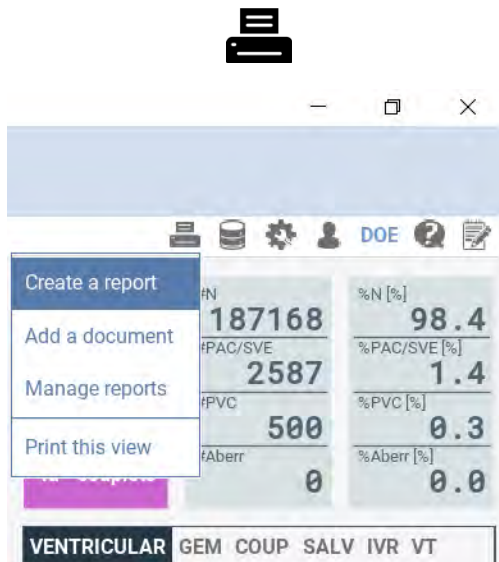 DOE
Create a report
Add a document
Manage reports
Print this view
#N
187168
%N [%]
98.4
#PAC/SVE
2587
%PAC/SVE [%]
1.4
#PVC
500
%PVC [%]
0.3
#Aberr
0
%Aberr [%]
0.0
VENTRICULAR GEM COUP SALV IVR VT